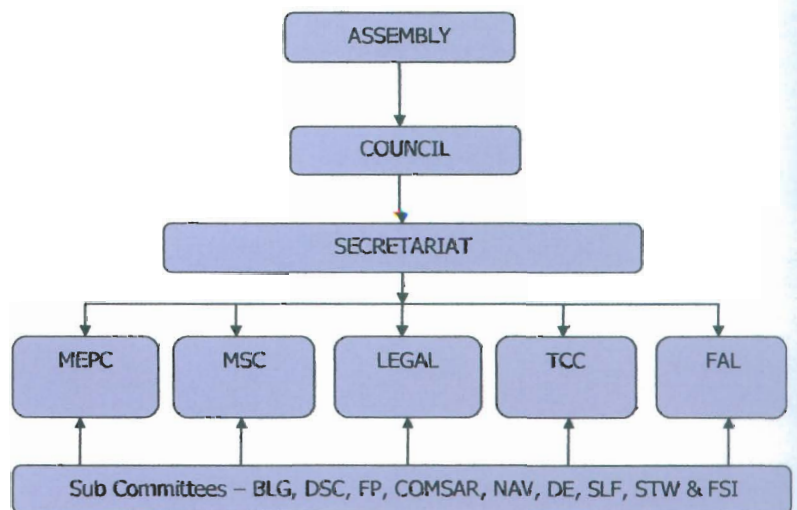 ASSEMBLY
COUNCIL
SECRETARIAT
MEPC
MSC
LEGAL
TCC
FAL
Sub Committees – BLG, DSC, FP, COMSAR, NAV, DE, SLF, STW & FSI